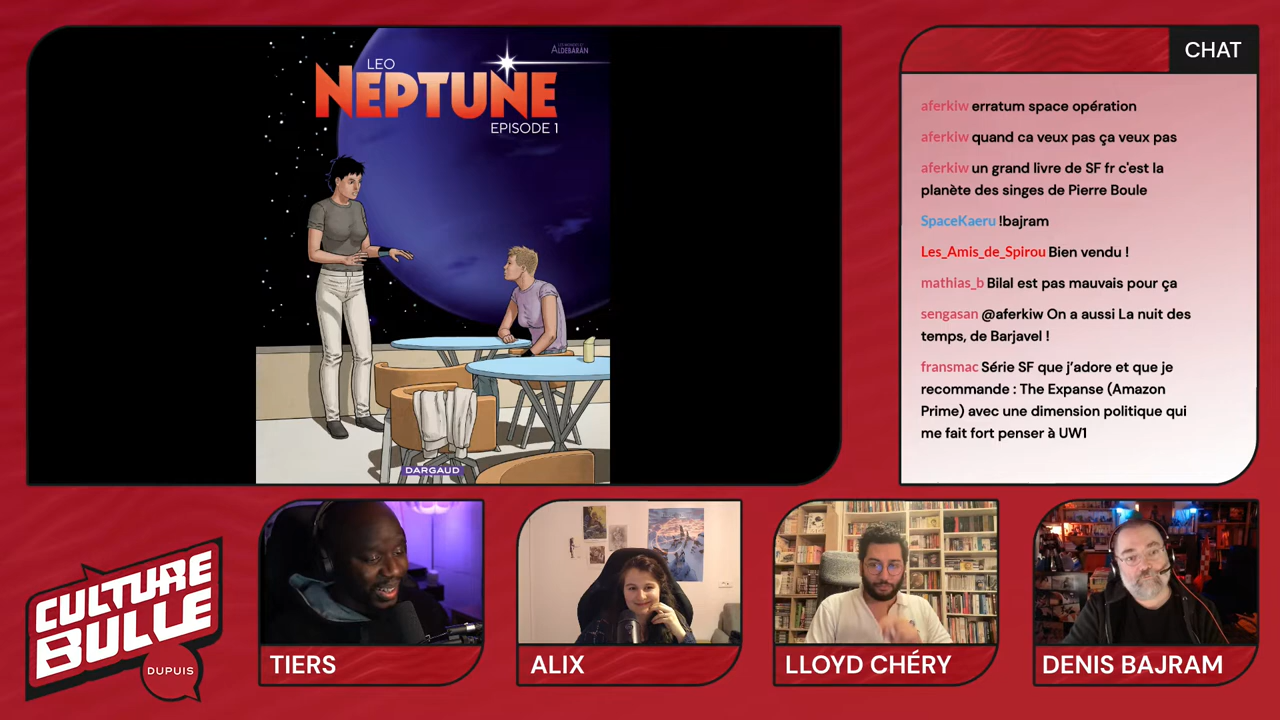 LES MONDES D'
ALDEBARAN
LEO
NEPTUNE
EPISODE 1
DARGAUD
CHAT
aferkiw erratum space opération
aferkiw quand ca veux pas ça veux pas
aferkiw un grand livre de SF fr c'est la
planète des singes de Pierre Boule
SpaceKaeru !bajram
Les_Amis_de_Spirou Bien vendu !
mathias_b Bilal est pas mauvais pour ça
sengasan @aferkiw On a aussi La nuit des
temps, de Barjavel !
fransmac Série SF que j’adore et que je
recommande : The Expanse (Amazon
Prime) avec une dimension politique qui
me fait fort penser à UW1
CULTURE
BULLE
DUPUIS
TIERS
ALIX
LLOYD CHÉRY
DENIS BAJRAM